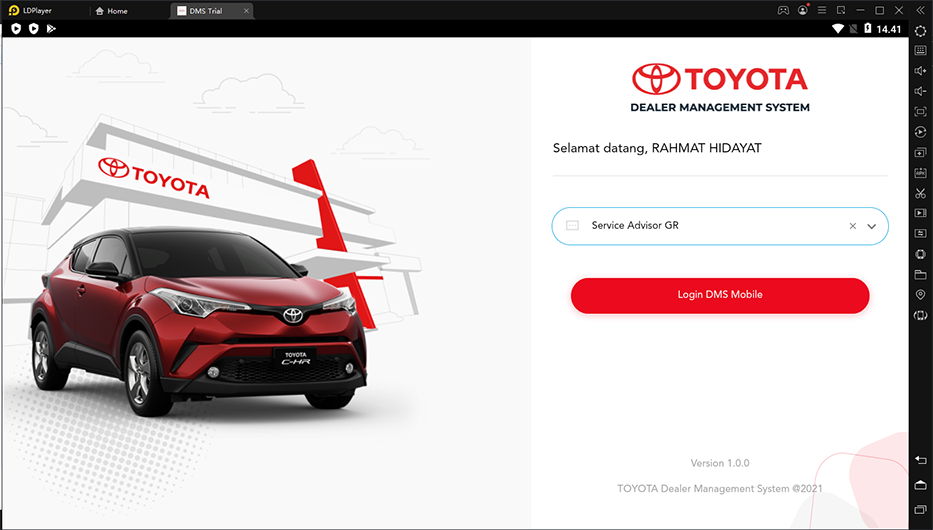 LDPlayer
Home
DMS Trial
14.41
TOYOTA
DEALER MANAGEMENT SYSTEM
Selamat datang, RAHMAT HIDAYAT
Service Advisor GR
Login DMS Mobile
TOYOTA
TOYOTA
C-HR
Version 1.0.0
TOYOTA Dealer Management System @2021